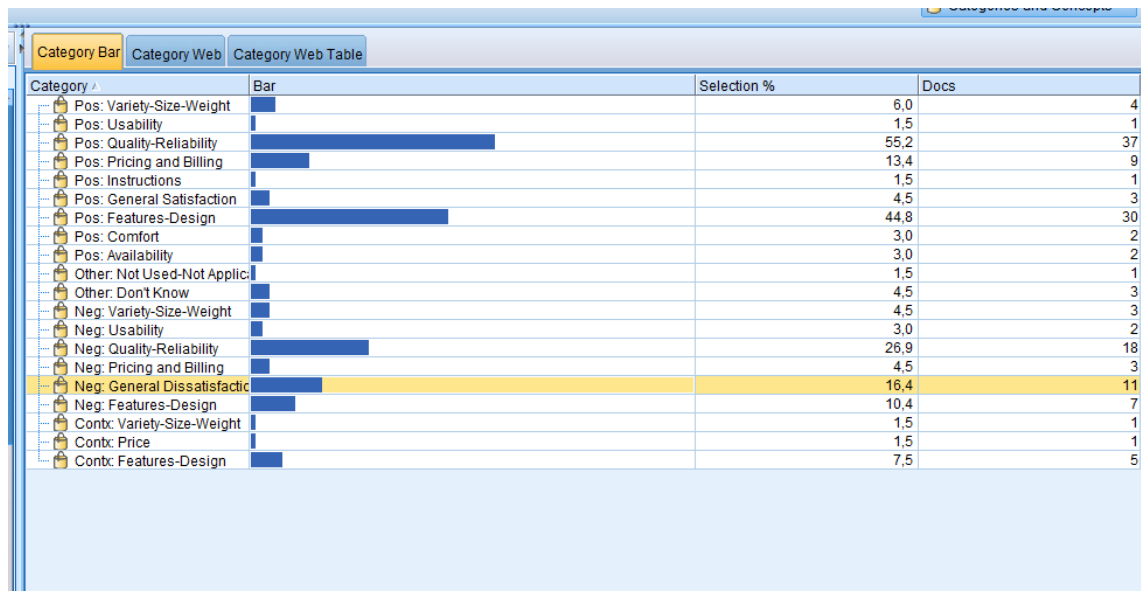 Categories and Concepts
Category Bar Category Web Category Web Table
Category Bar Selection % Docs
Pos: Variety-Size-Weight 6,0 4
Pos: Usability 1,5 1
Pos: Quality-Reliability 55,2 37
Pos: Pricing and Billing 13,4 9
Pos: Instructions 1,5 1
Pos: General Satisfaction 4,5 3
Pos: Features-Design 44,8 30
Pos: Comfort 3,0 2
Pos: Availability 3,0 2
Other: Not Used-Not Applica 1,5 1
Other: Don't Know 4,5 3
Neg: Variety-Size-Weight 4,5 3
Neg: Usability 3,0 2
Neg: Quality-Reliability 26,9 18
Neg: Pricing and Billing 4,5 3
Neg: General Dissatisfactic 16,4 11
Neg: Features-Design 10,4 7
Contx: Variety-Size-Weight 1,5 1
Contx: Price 1,5 1
Contx: Features-Design 7,5 5